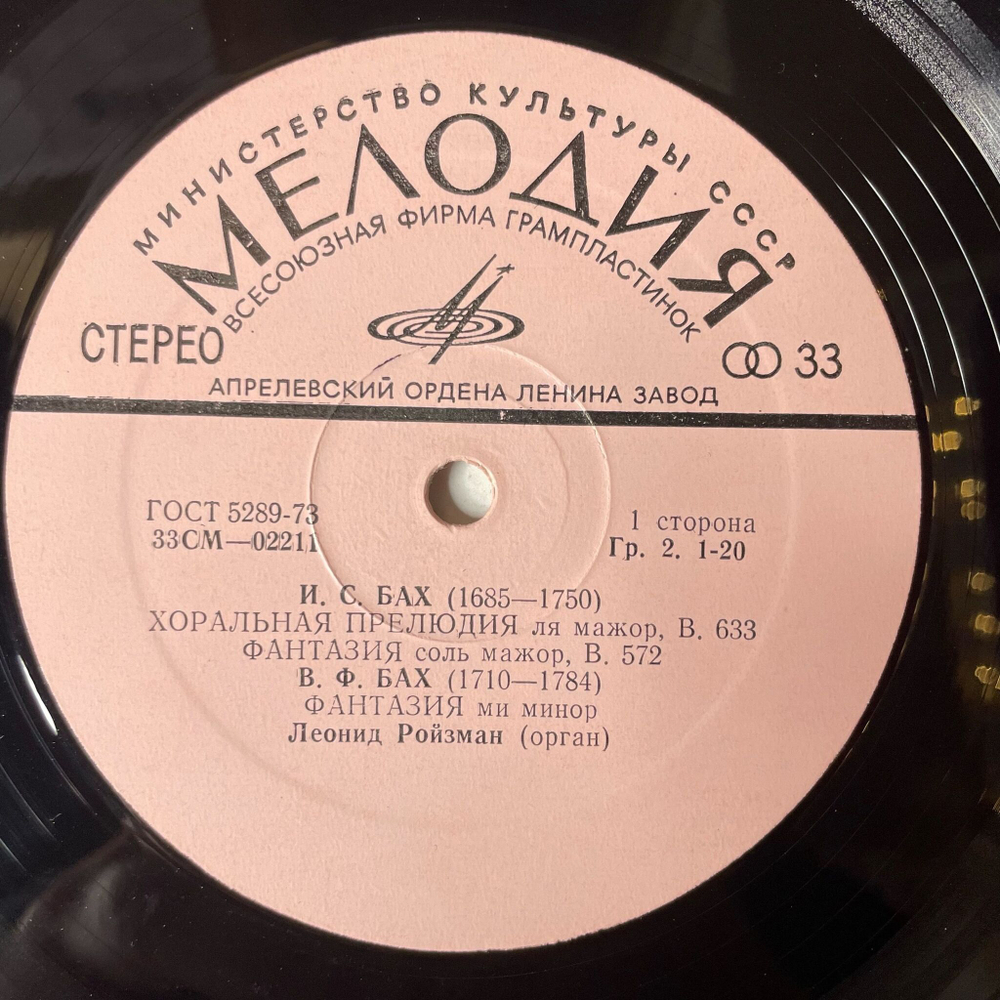 МИНИСТЕРСТВО КУЛЬТУРЫ СССР
МЕЛОДИЯ
ВСЕСОЮЗНАЯ ФИРМА ГРАМПЛАСТИНОК
СТЕРЕО
33
АПРЕЛЕВСКИЙ ОРДЕНА ЛЕНИНА ЗАВОД
ГОСТ 5289-73
1 сторона
33СМ—02211
Гр. 2. 1-20
И. С. БАХ (1685—1750)
ХОРАЛЬНАЯ ПРЕЛЮДИЯ ля мажор, В. 633
ФАНТАЗИЯ соль мажор, В. 572
В. Ф. БАХ (1710—1784)
ФАНТАЗИЯ ми минор
Леонид Ройзман (орган)